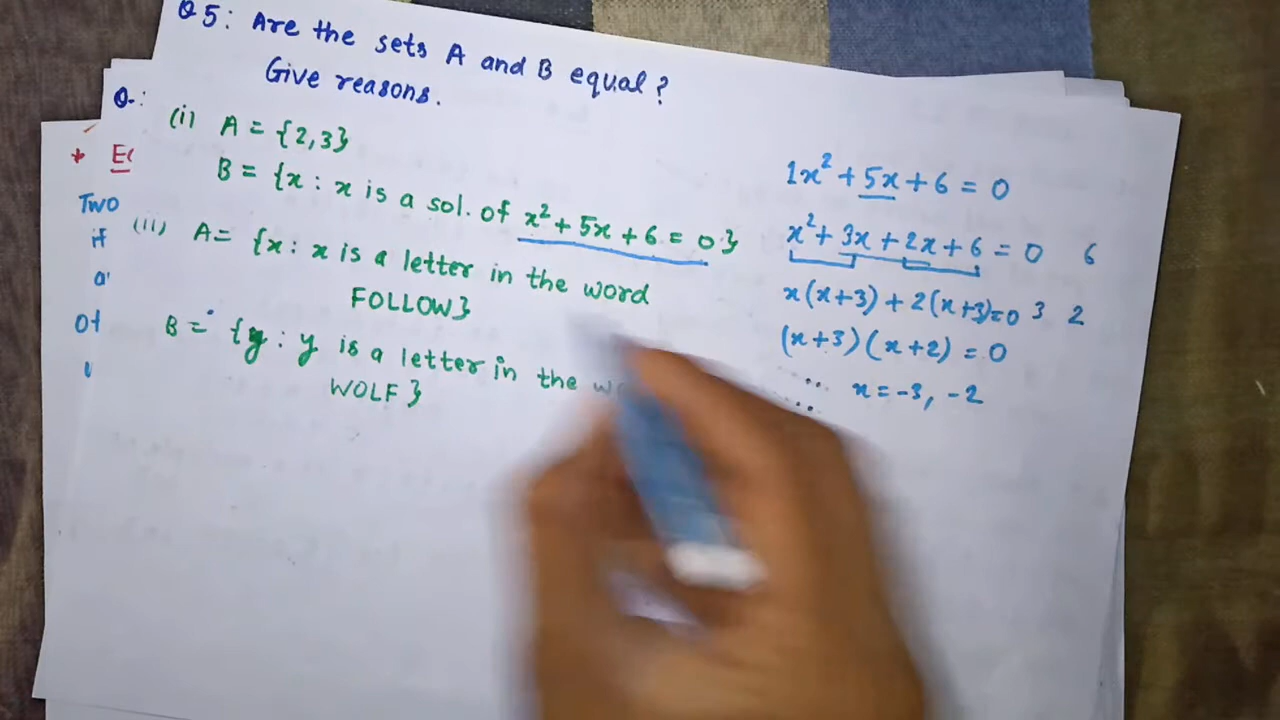 Q5: Are the sets A and B equal?
Give reasons.
Q.:
(i) A = {2,3}
B = {x : x is a sol. of x² + 5x + 6 = 0}
(ii) A = {x : x is a letter in the word
FOLLOW}
B = {y : y is a letter in the
WOLF}
Two
if
1x² + 5x + 6 = 0
x² + 3x + 2x + 6 = 0 6
x(x+3) + 2(x+3)=0 3 2
(x+3)(x+2) = 0
x = -3, -2